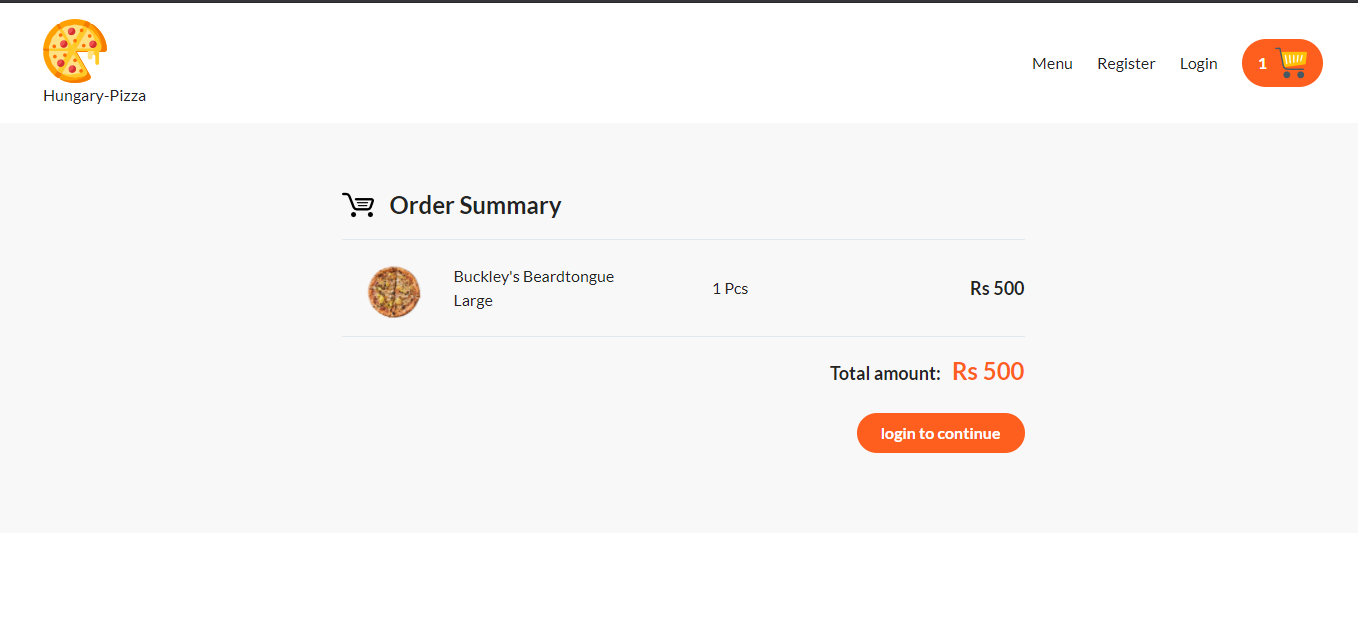 Hungary-Pizza
Menu
Register
Login
1
Order Summary
Buckley's Beardtongue
Large
1 Pcs
Rs 500
Total amount: Rs 500
login to continue